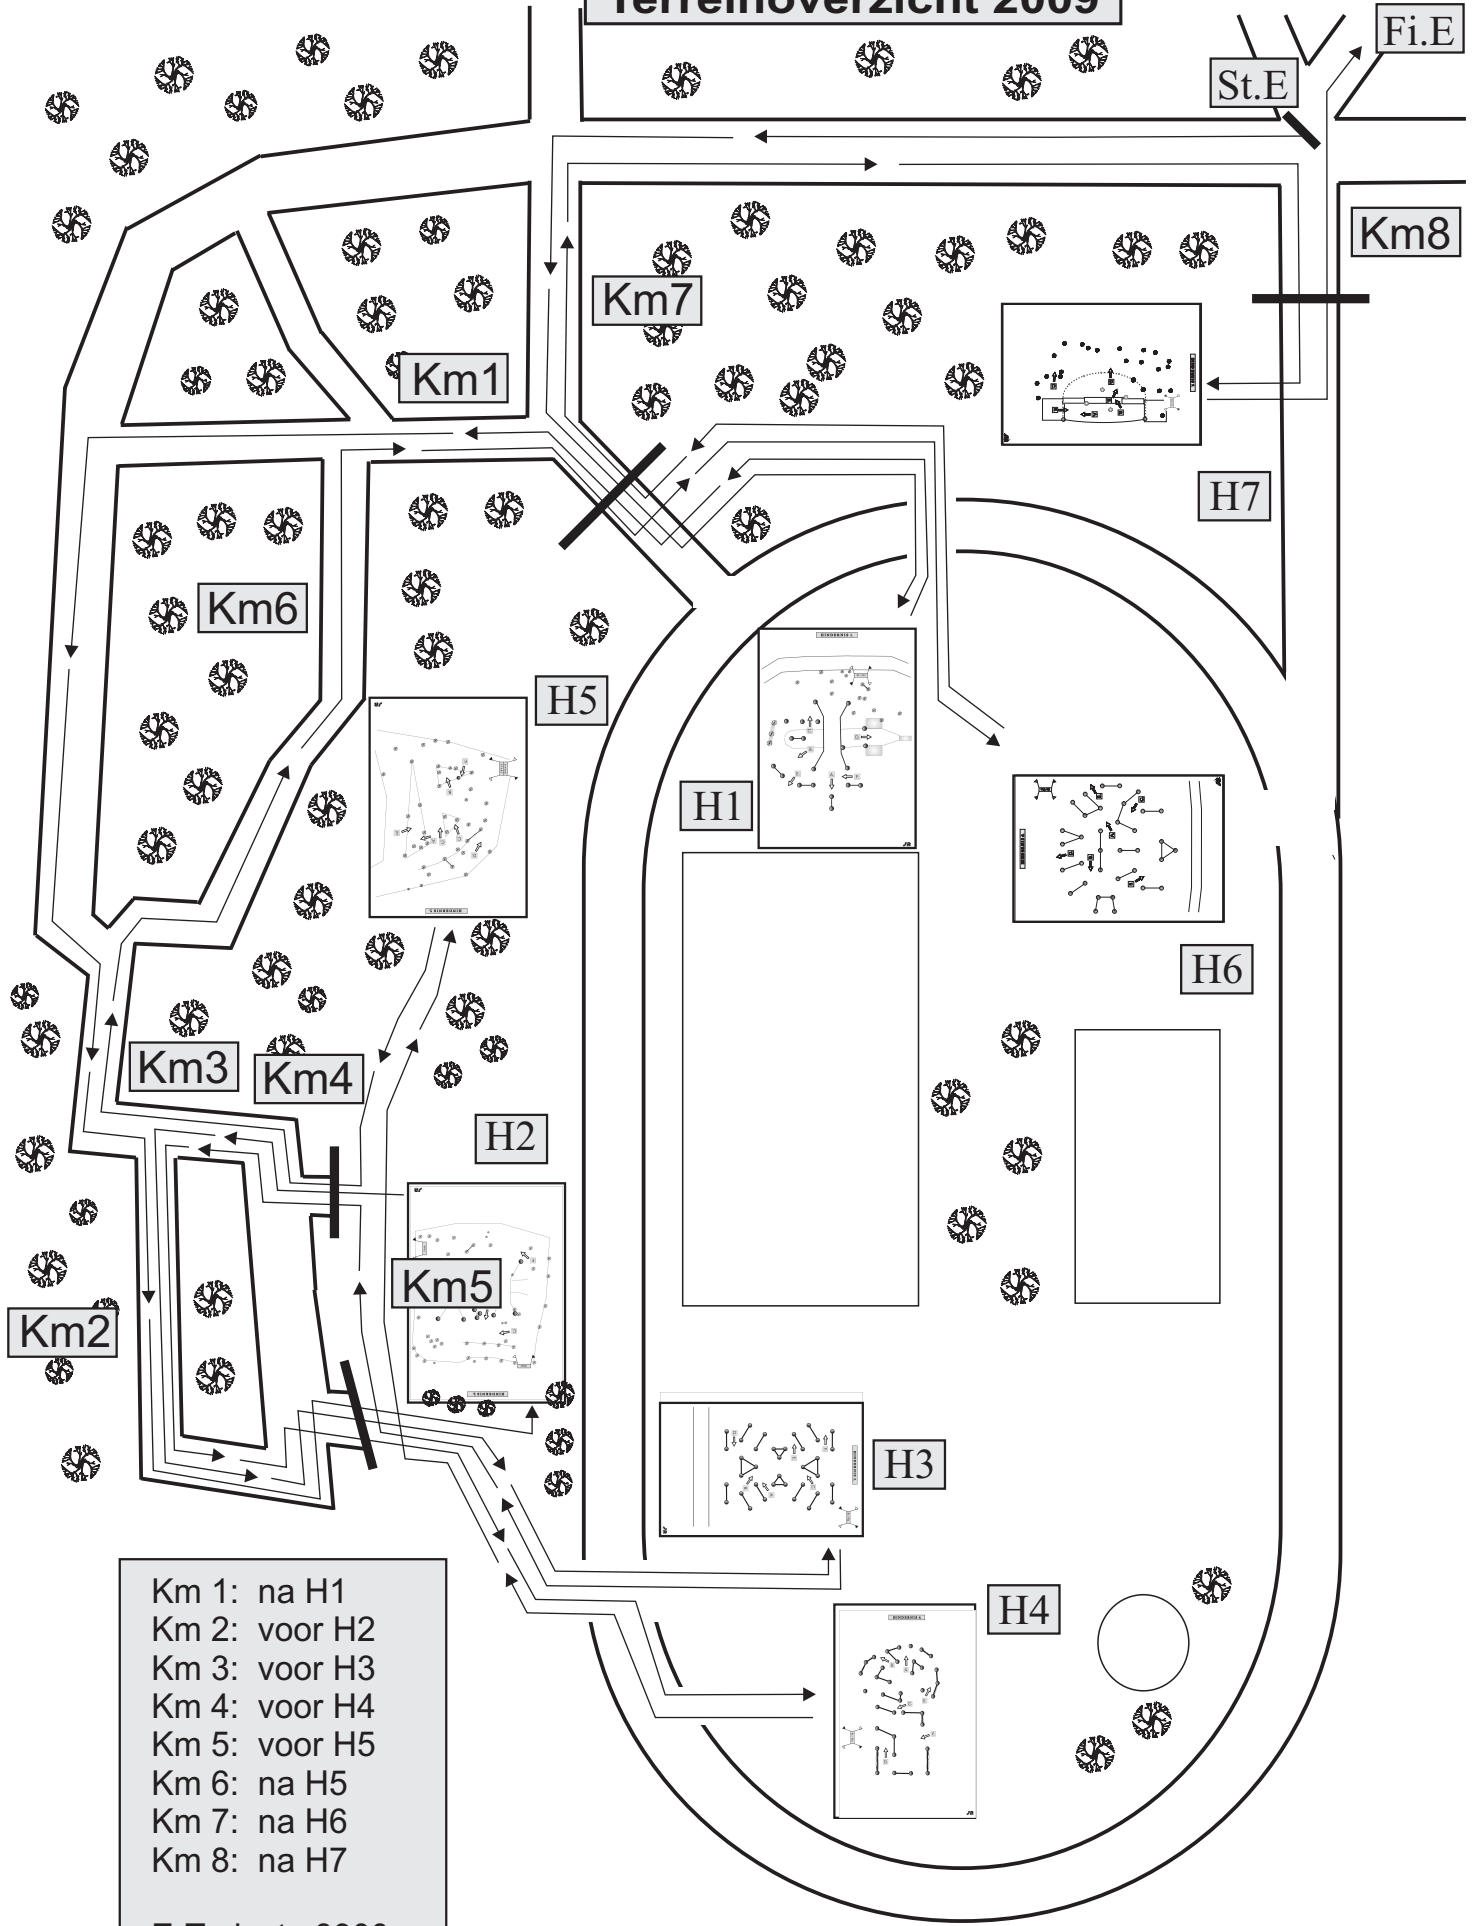 Terreinoverzicht 2009
Fi.E
St.E
Km8
Km7
Km1
H7
Km6
H5
H1
H6
Km3
Km4
H2
Km5
Km2
H3
H4
Km 1: na H1
Km 2: voor H2
Km 3: voor H3
Km 4: voor H4
Km 5: voor H5
Km 6: na H5
Km 7: na H6
Km 8: na H7